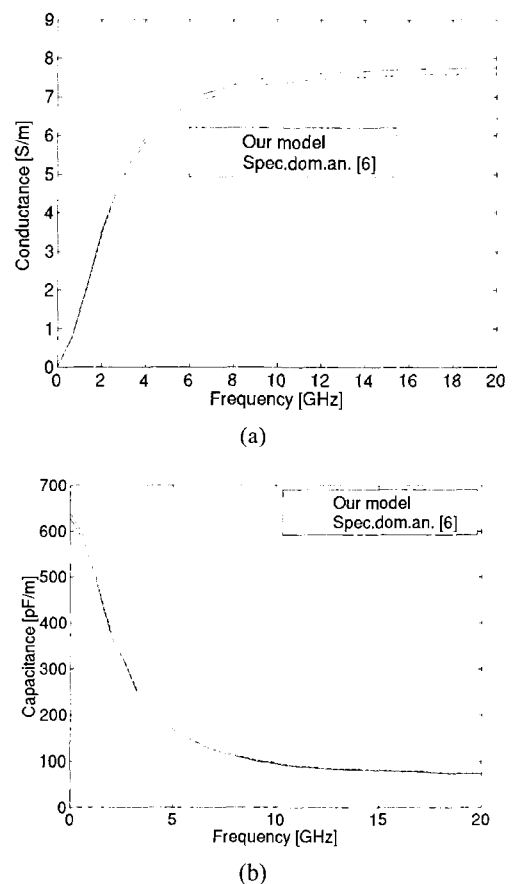 9
8
7
6
5
4
3
2
1
0
Conductance [S/m]
Our model
Spec.dom.an. [6]
0 2 4 6 8 10 12 14 16 18 20
Frequency [GHz]
(a)
700
600
500
400
300
200
100
0
Capacitance [pF/m]
Our model
Spec.dom.an. [6]
0 5 10 15 20
Frequency [GHz]
(b)